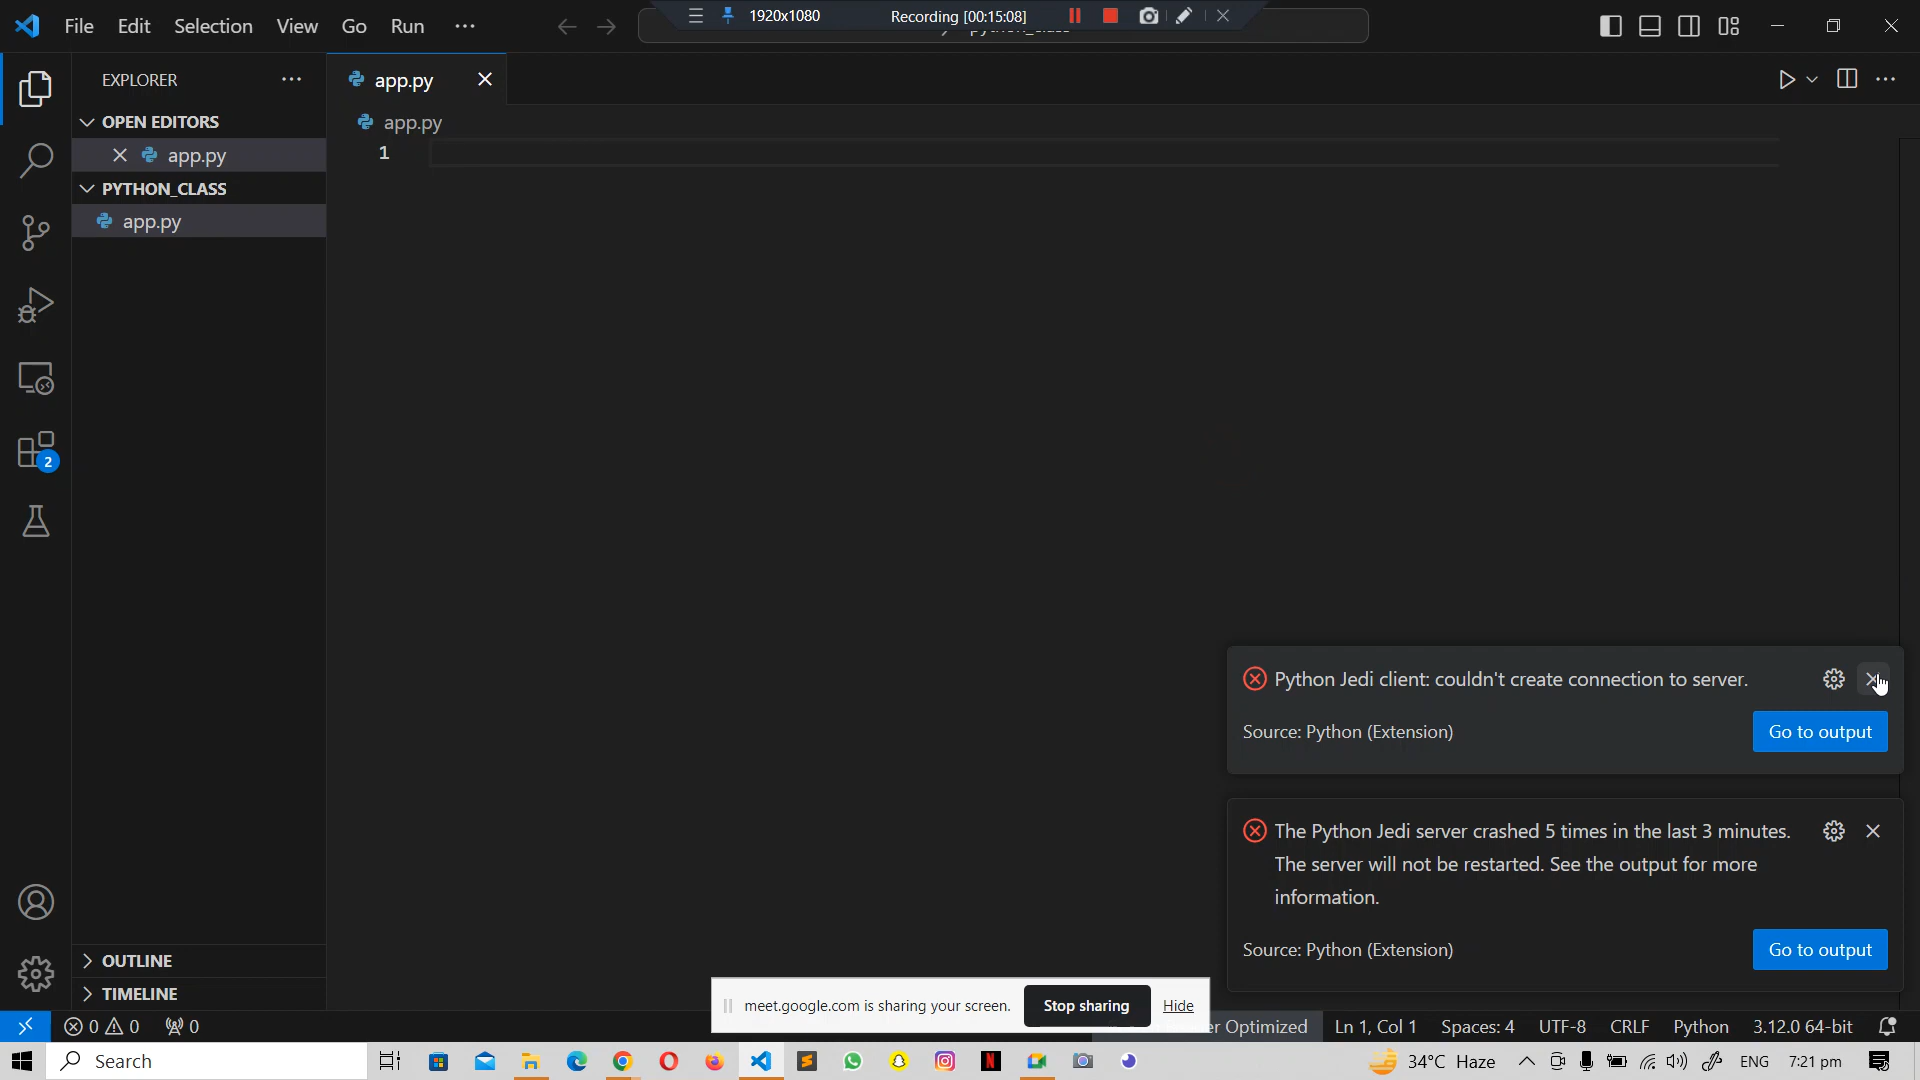 File Edit Selection View Go Run ...
1920x1080 Recording [00:15:08]
python_class
EXPLORER
OPEN EDITORS
app.py
PYTHON_CLASS
app.py
app.py
app.py
1
2
Python Jedi client: couldn't create connection to server.
Source: Python (Extension)
Go to output
The Python Jedi server crashed 5 times in the last 3 minutes.
The server will not be restarted. See the output for more
information.
Source: Python (Extension)
Go to output
OUTLINE
TIMELINE
meet.google.com is sharing your screen. Stop sharing Hide
0 0 0
Optimized Ln 1, Col 1 Spaces: 4 UTF-8 CRLF Python 3.12.0 64-bit
Search
34°C Haze ENG 7:21 pm